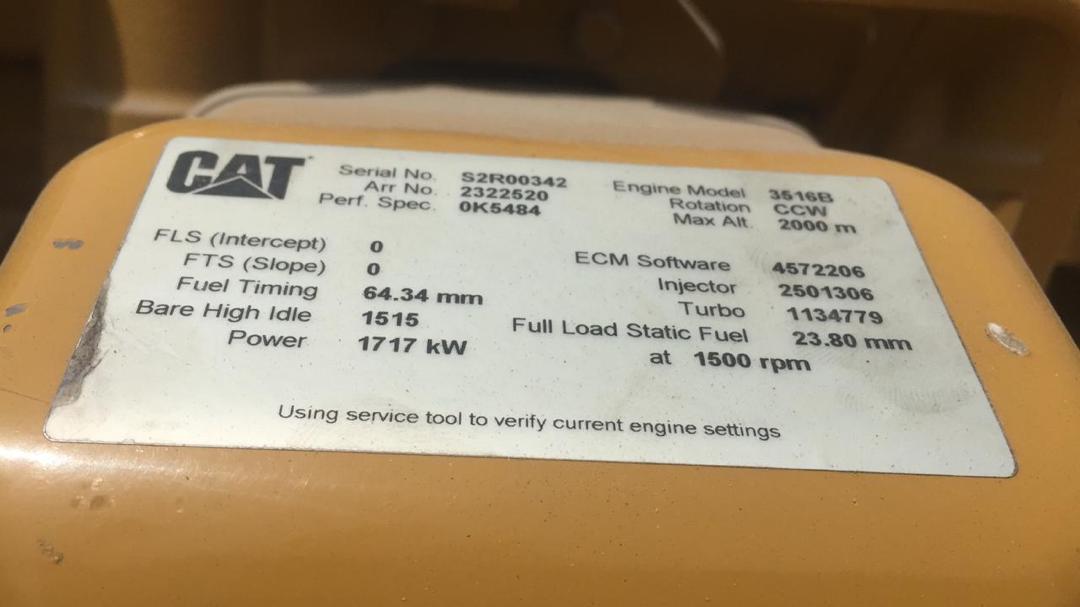 CAT
Serial No. S2R00342
Arr No. 2322520
Perf. Spec. 0K5484
Engine Model 3516B
Rotation CCW
Max Alt. 2000 m
FLS (Intercept) 0
FTS (Slope) 0
Fuel Timing 64.34 mm
Bare High Idle 1515
Power 1717 kW
ECM Software 4572206
Injector 2501306
Turbo 1134779
Full Load Static Fuel 23.80 mm
at 1500 rpm
Using service tool to verify current engine settings